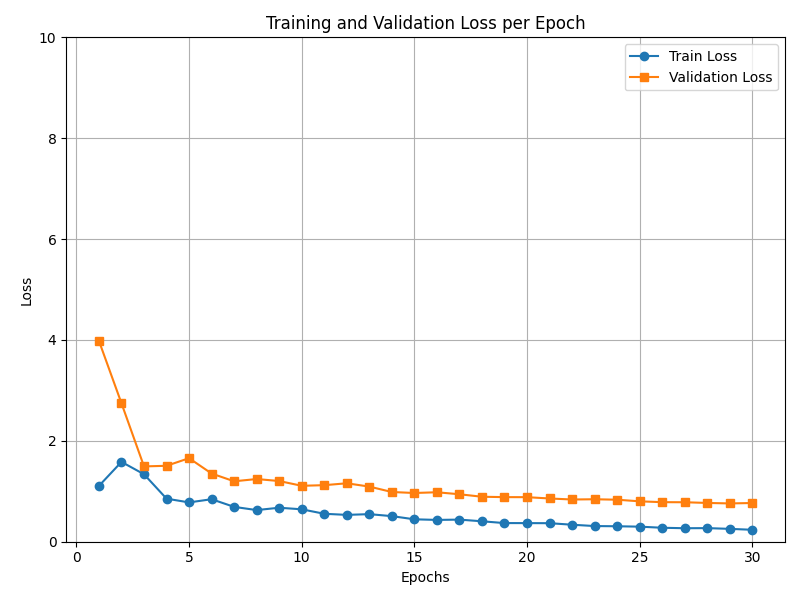 Training and Validation Loss per Epoch
Train Loss
Validation Loss
Loss
10
8
6
4
2
0
0 5 10 15 20 25 30
Epochs